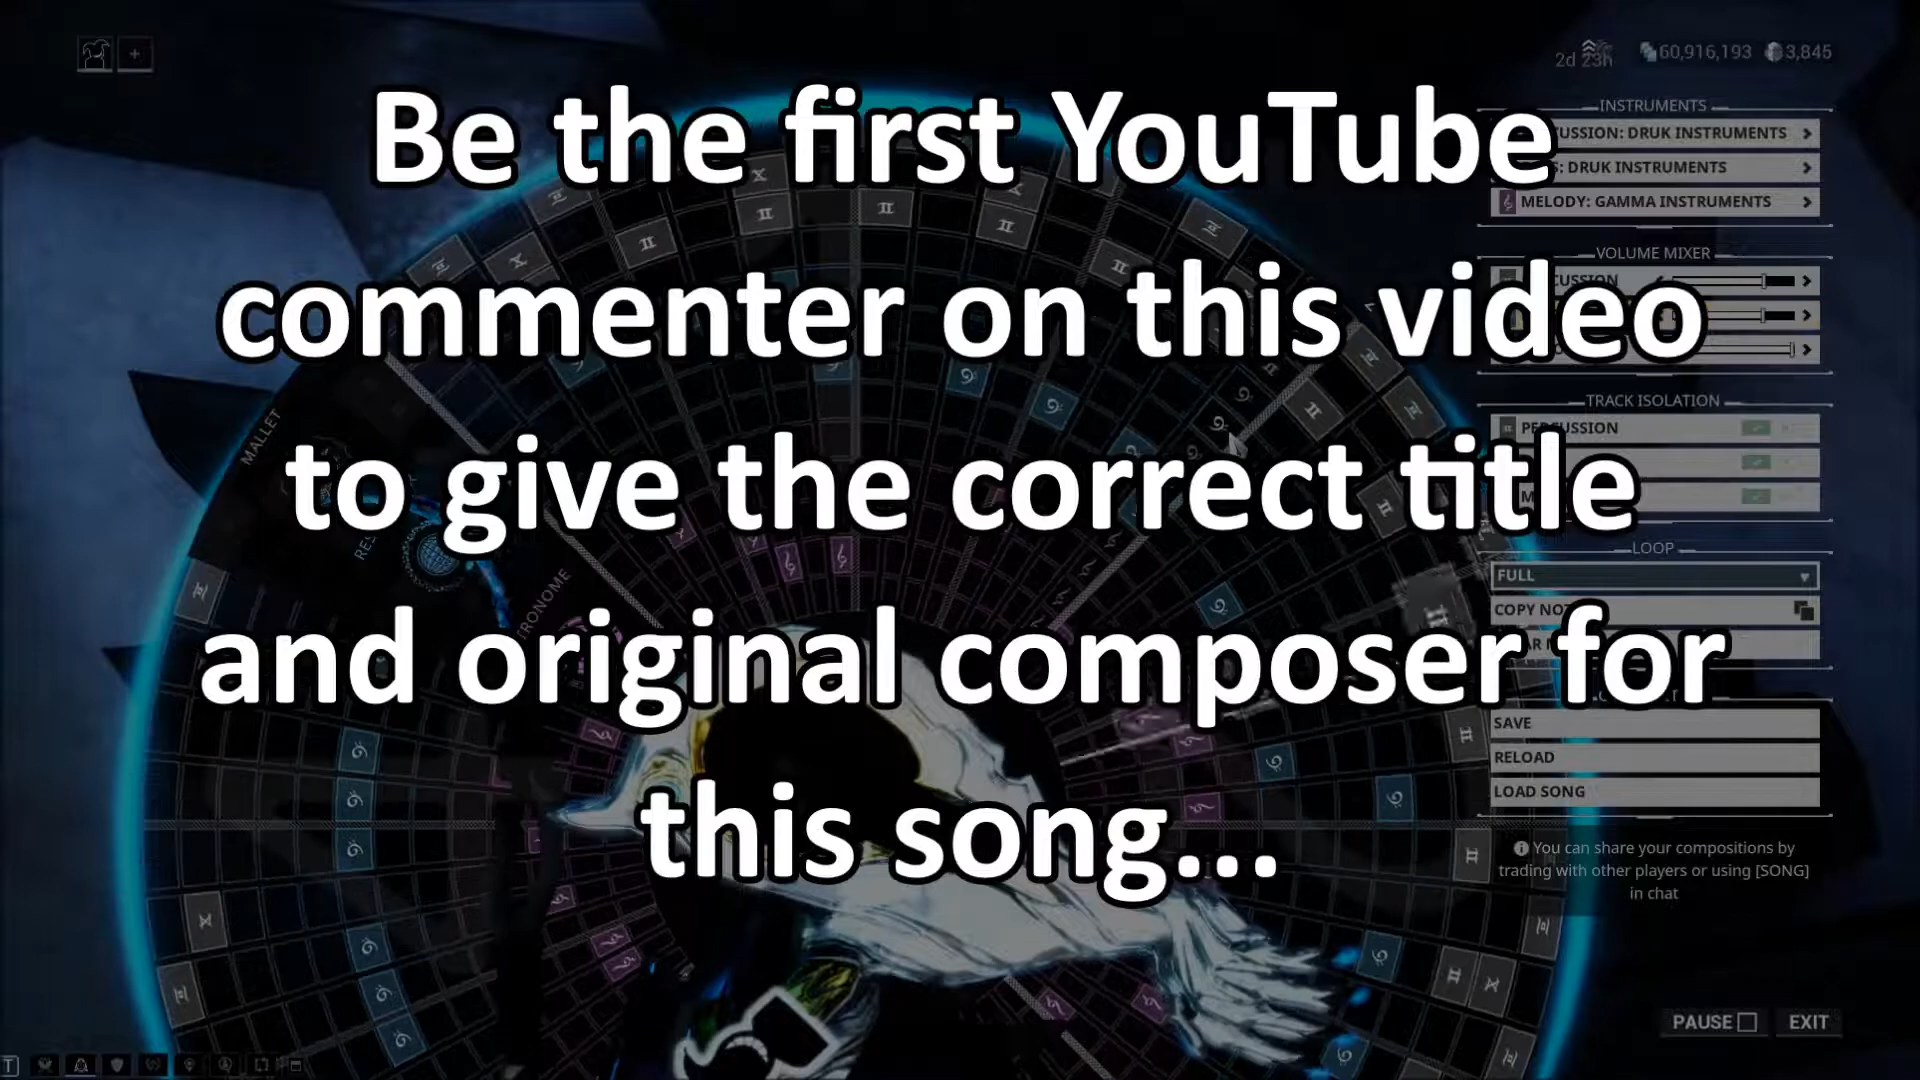 2d 23h 60,916,193 3,845
Be the first YouTube
commenter on this video
to give the correct title
and original composer for
this song...
MALLET
INSTRUMENTS
DRUK INSTRUMENTS
DRUK INSTRUMENTS
MELODY: GAMMA INSTRUMENTS
VOLUME MIXER
TRACK ISOLATION
PERCUSSION
LOOP
FULL
SAVE
RELOAD
LOAD SONG
You can share your compositions by
trading with other players or using [SONG]
in chat
PAUSE EXIT
T